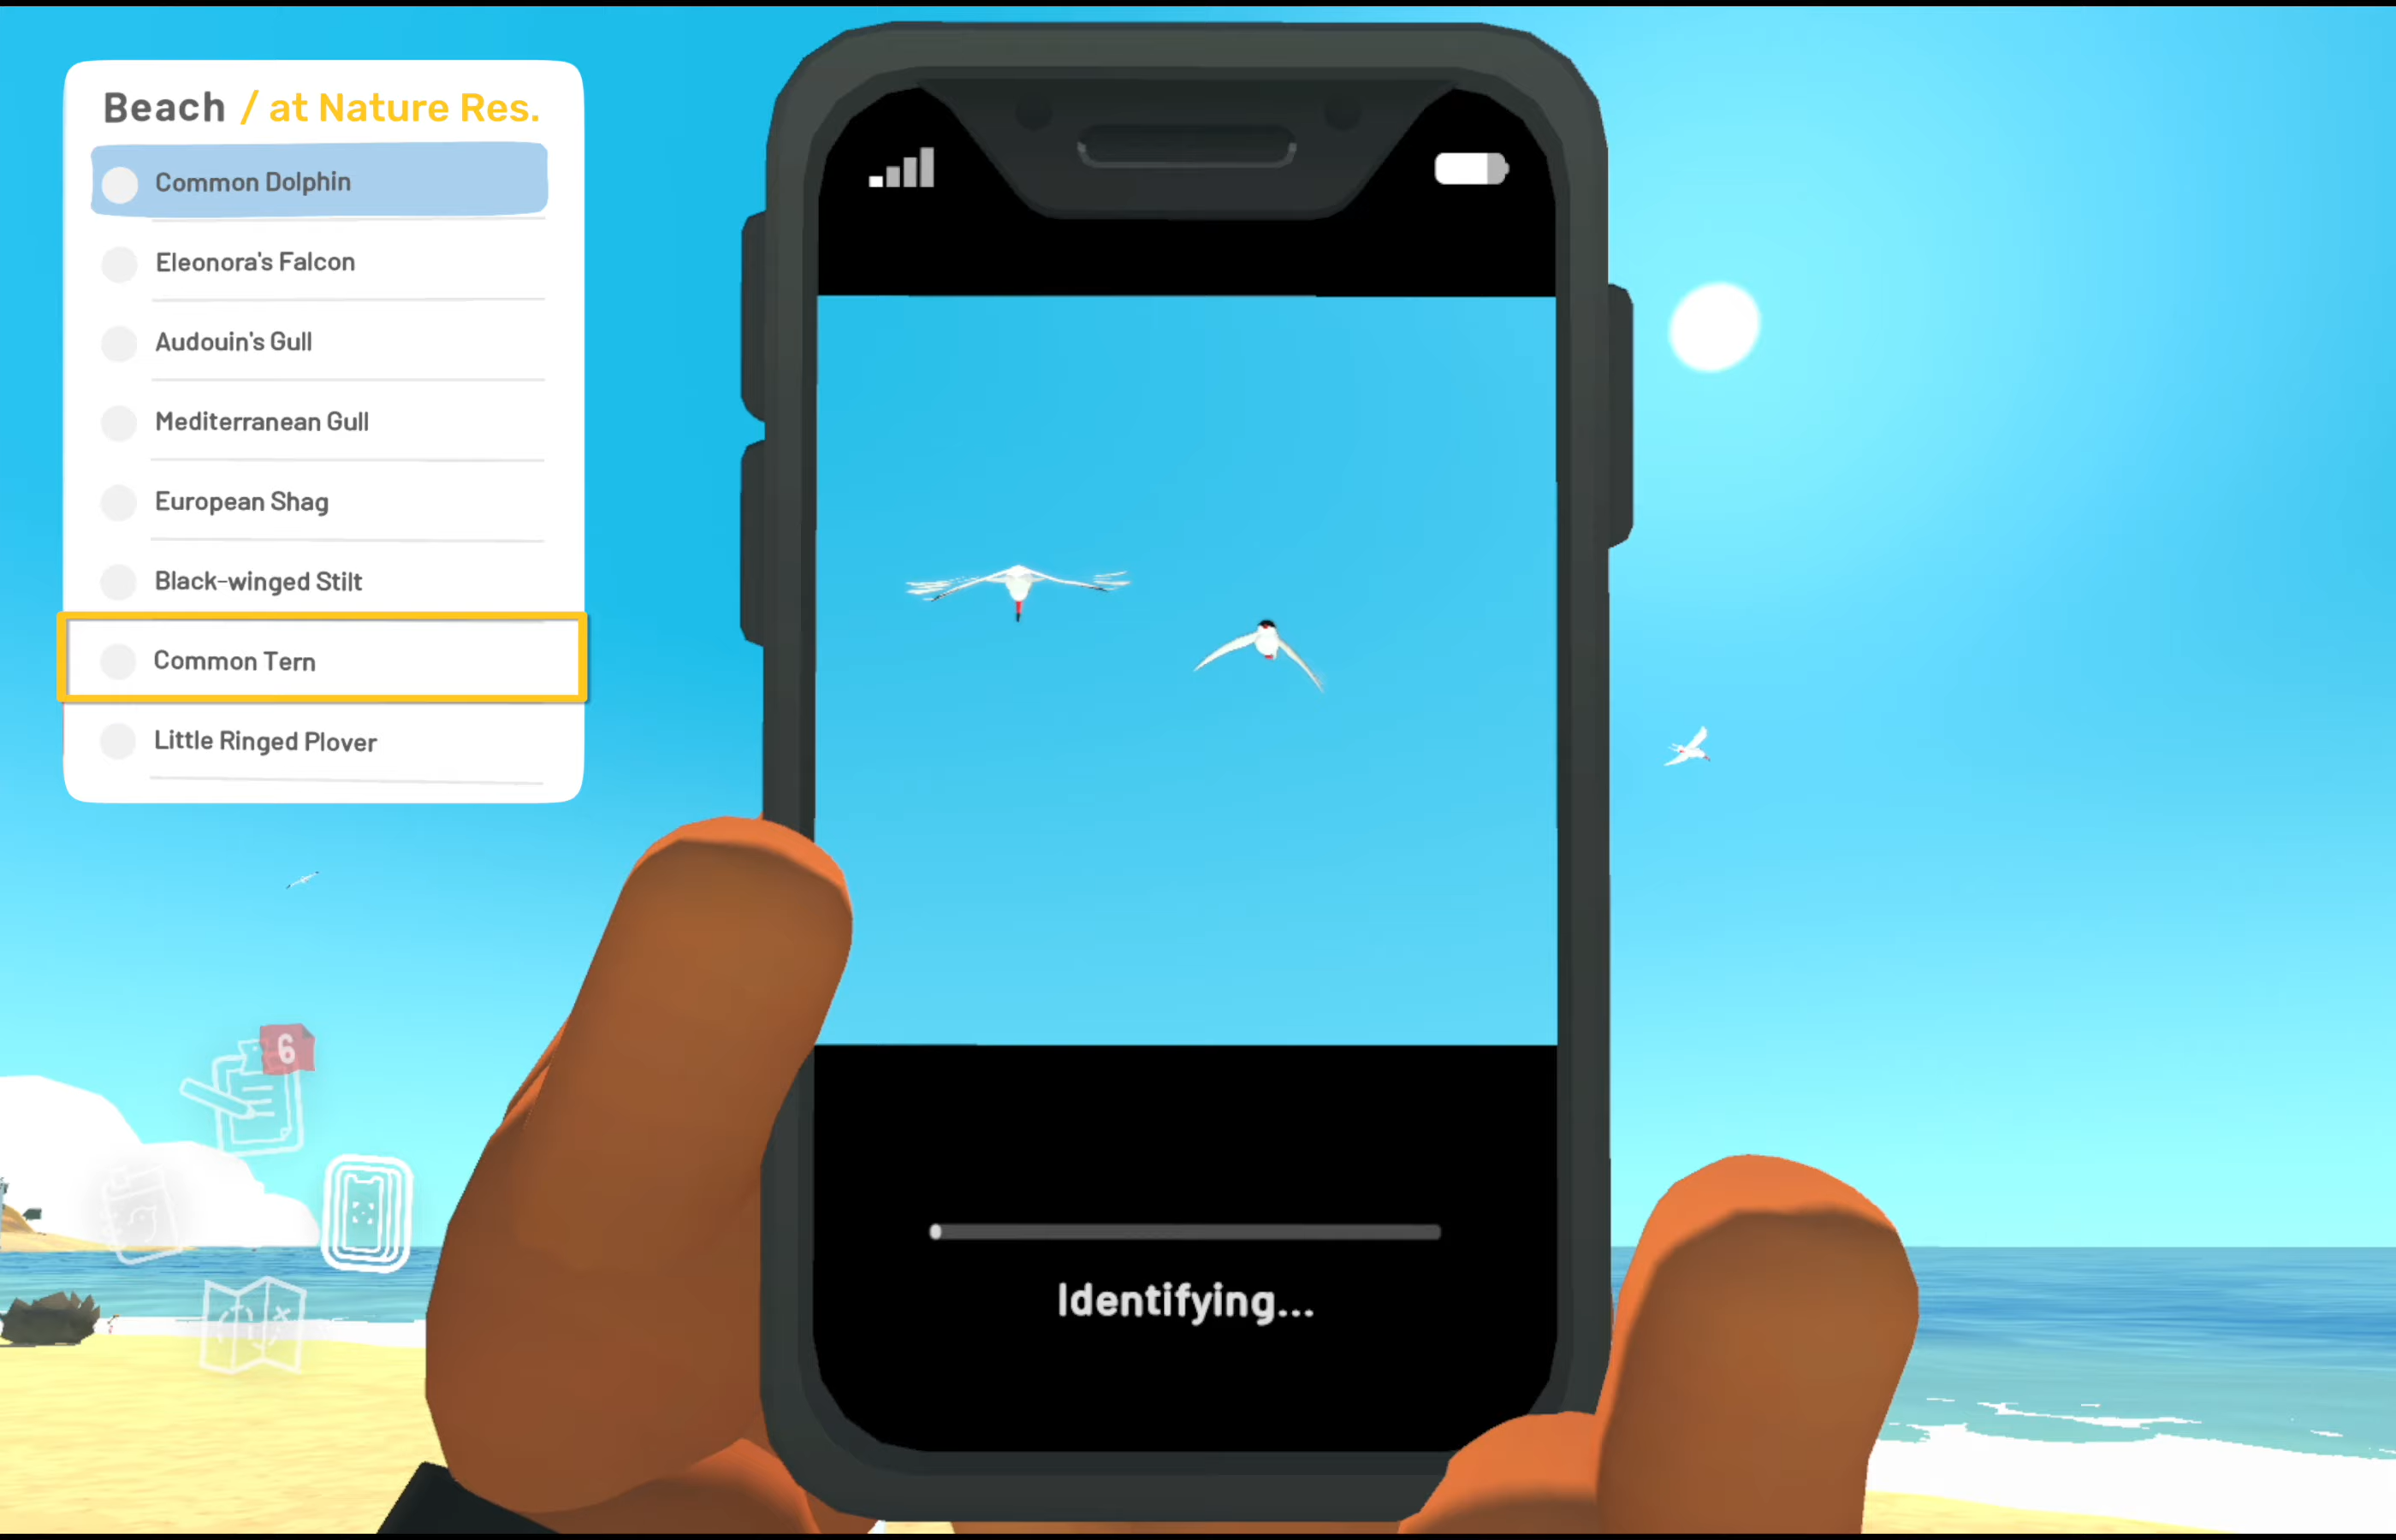 Beach / at Nature Res.
Common Dolphin
Eleonora's Falcon
Audouin's Gull
Mediterranean Gull
European Shag
Black-winged Stilt
Common Tern
Little Ringed Plover
6
Identifying...